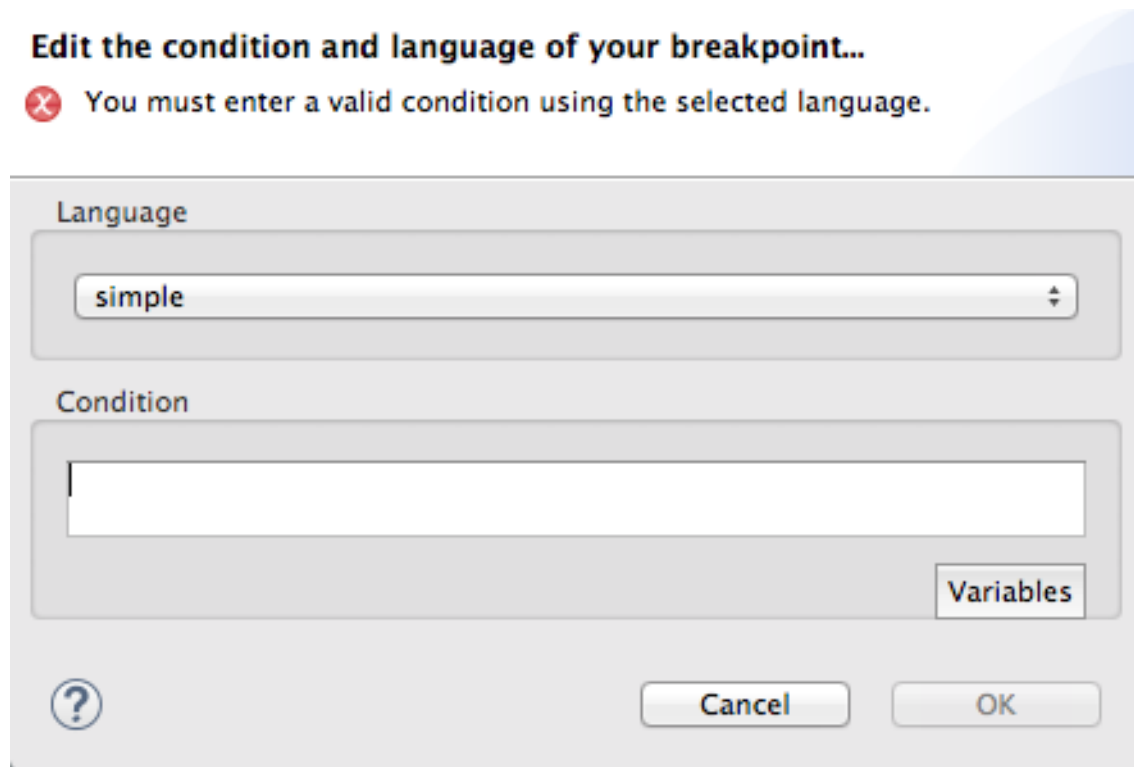 Edit the condition and language of your breakpoint...
You must enter a valid condition using the selected language.
Language
simple
Condition
Variables
?
Cancel
OK